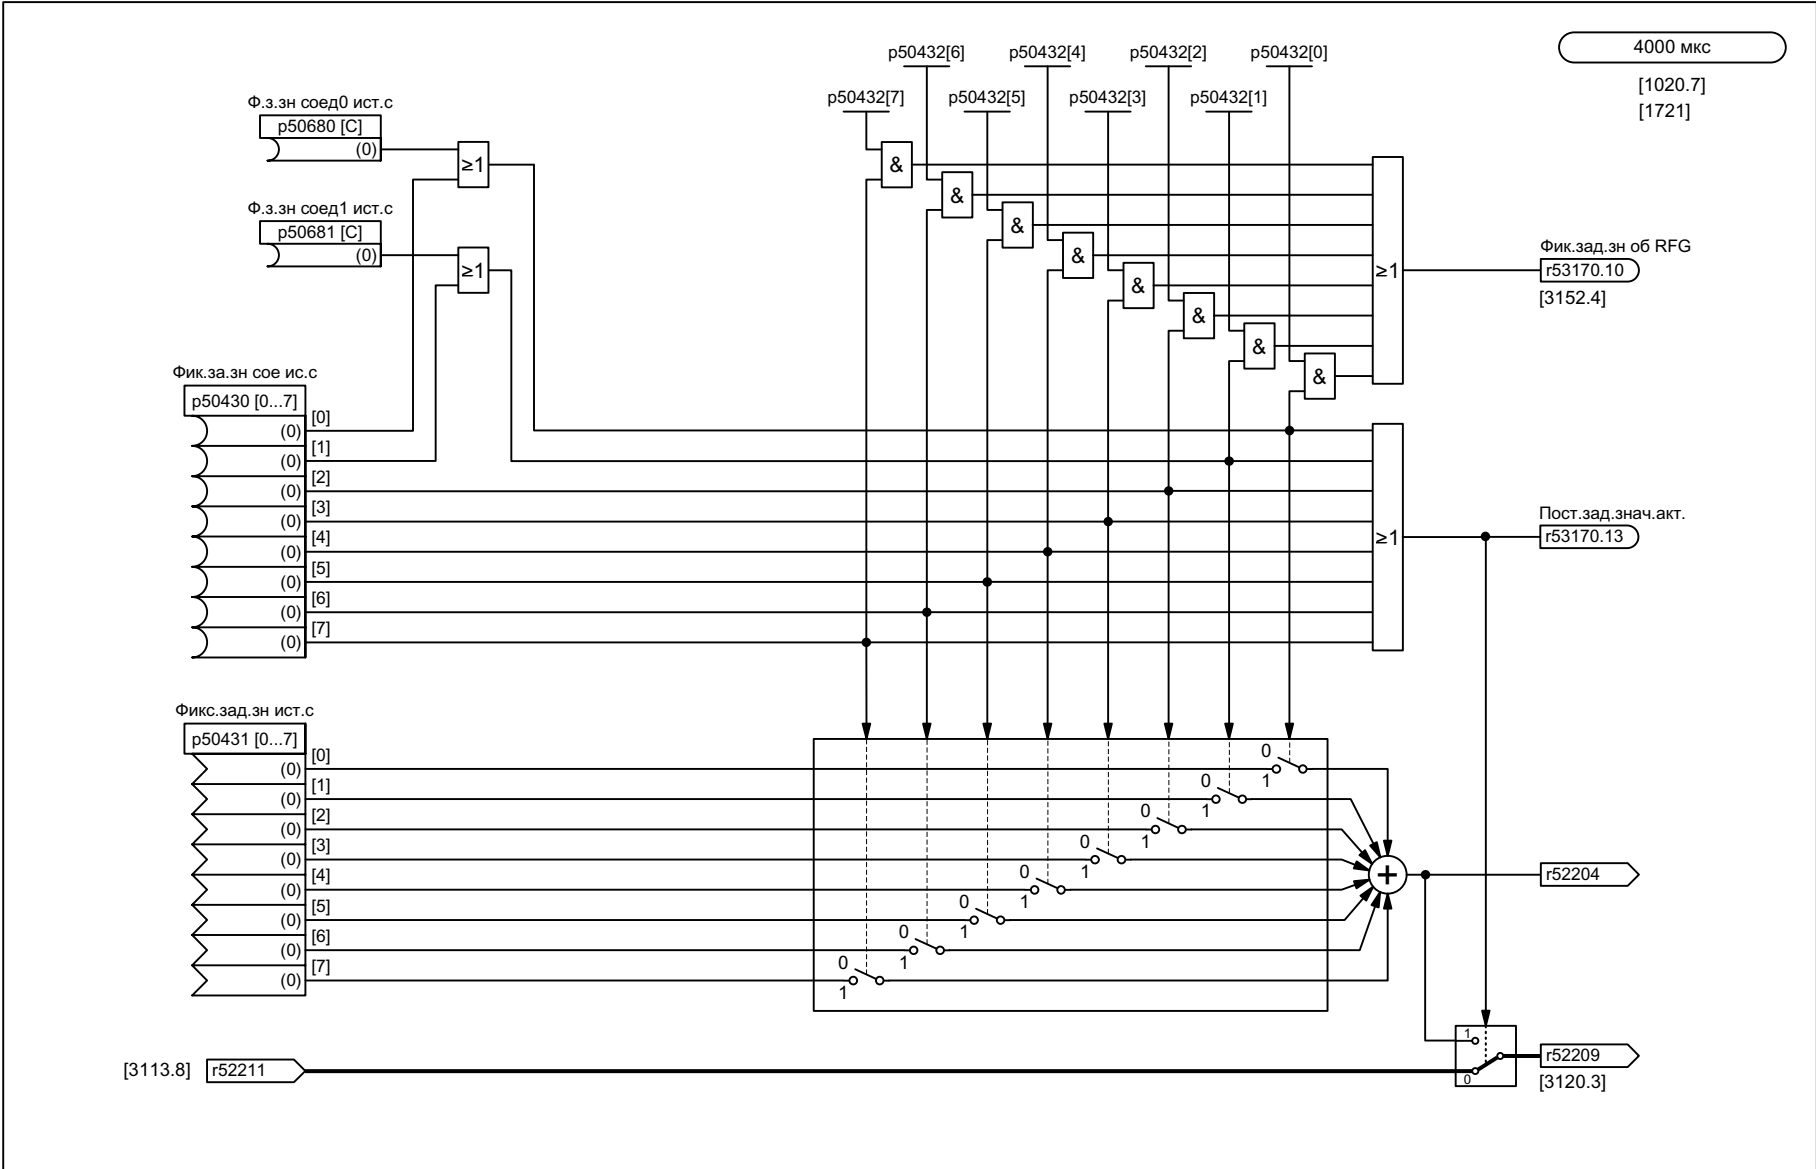 p50432[6]
p50432[4]
p50432[2]
p50432[0]
4000 мкс
p50432[7]
p50432[5]
p50432[3]
p50432[1]
[1020.7]
[1721]
Ф.з.зн соед0 ист.с
p50680 [C]
(0)
≥1
&
&
&
&
&
&
&
&
≥1
Ф.з.зн соед1 ист.с
p50681 [C]
(0)
≥1
Фик.зад.зн об RFG
r53170.10
[3152.4]
Фик.за.зн сое ис.с
p50430 [0...7]
(0) [0]
(0) [1]
(0) [2]
(0) [3]
(0) [4]
(0) [5]
(0) [6]
(0) [7]
≥1
Пост.зад.знач.акт.
r53170.13
Фикс.зад.зн ист.с
p50431 [0...7]
(0) [0]
(0) [1]
(0) [2]
(0) [3]
(0) [4]
(0) [5]
(0) [6]
(0) [7]
0
1
0
1
0
1
0
1
0
1
0
1
0
1
0
1
+
r52204
[3113.8] r52211
1
0
r52209
[3120.3]